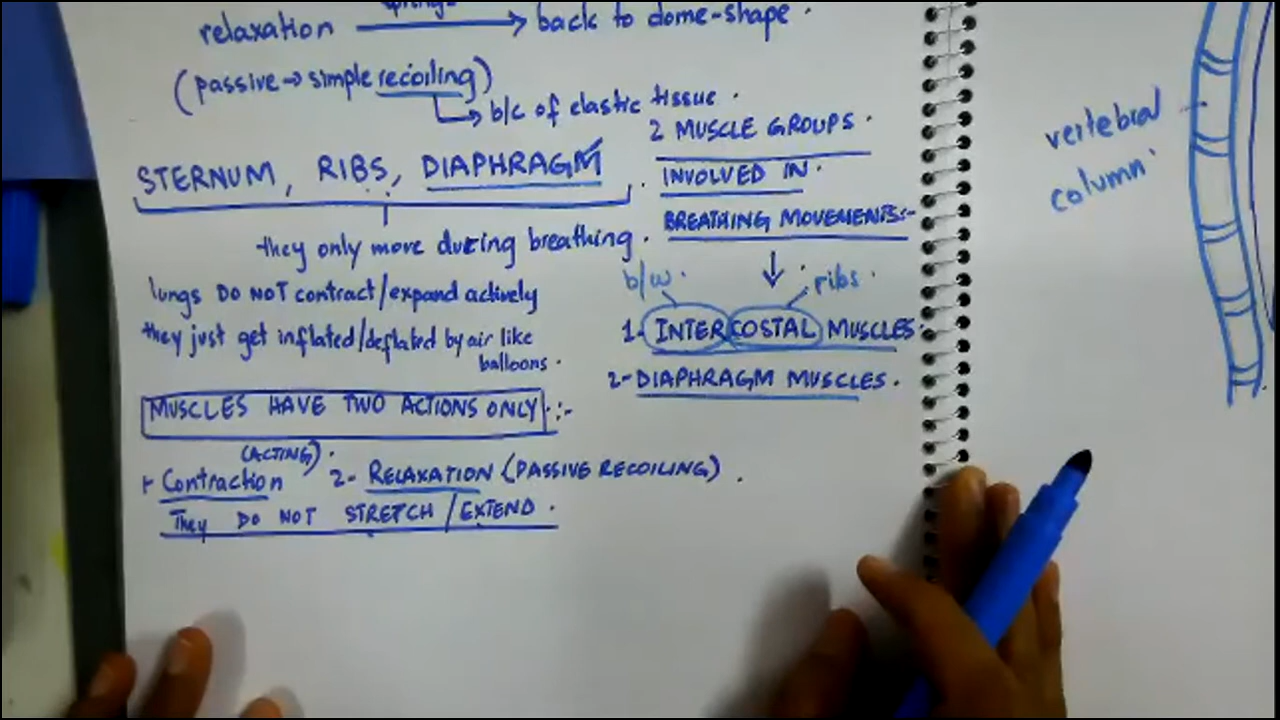 relaxation → back to dome-shape.
(passive → simple recoiling)
b/c of elastic tissue.
STERNUM, RIBS, DIAPHRAGM.
they only more during breathing.
lungs DO NOT contract/expand actively
they just get inflated/deflated by air like
balloons.
MUSCLES HAVE TWO ACTIONS ONLY:-
(ACTING).
1- Contraction 2- RELAXATION (PASSIVE RECOILING).
They DO NOT STRETCH/EXTEND.
2 MUSCLE GROUPS.
INVOLVED IN.
BREATHING MOVEMENTS:-
↓
b/w. ribs.
1- INTERCOSTAL MUSCLES.
2- DIAPHRAGM MUSCLES.
vertebral
column